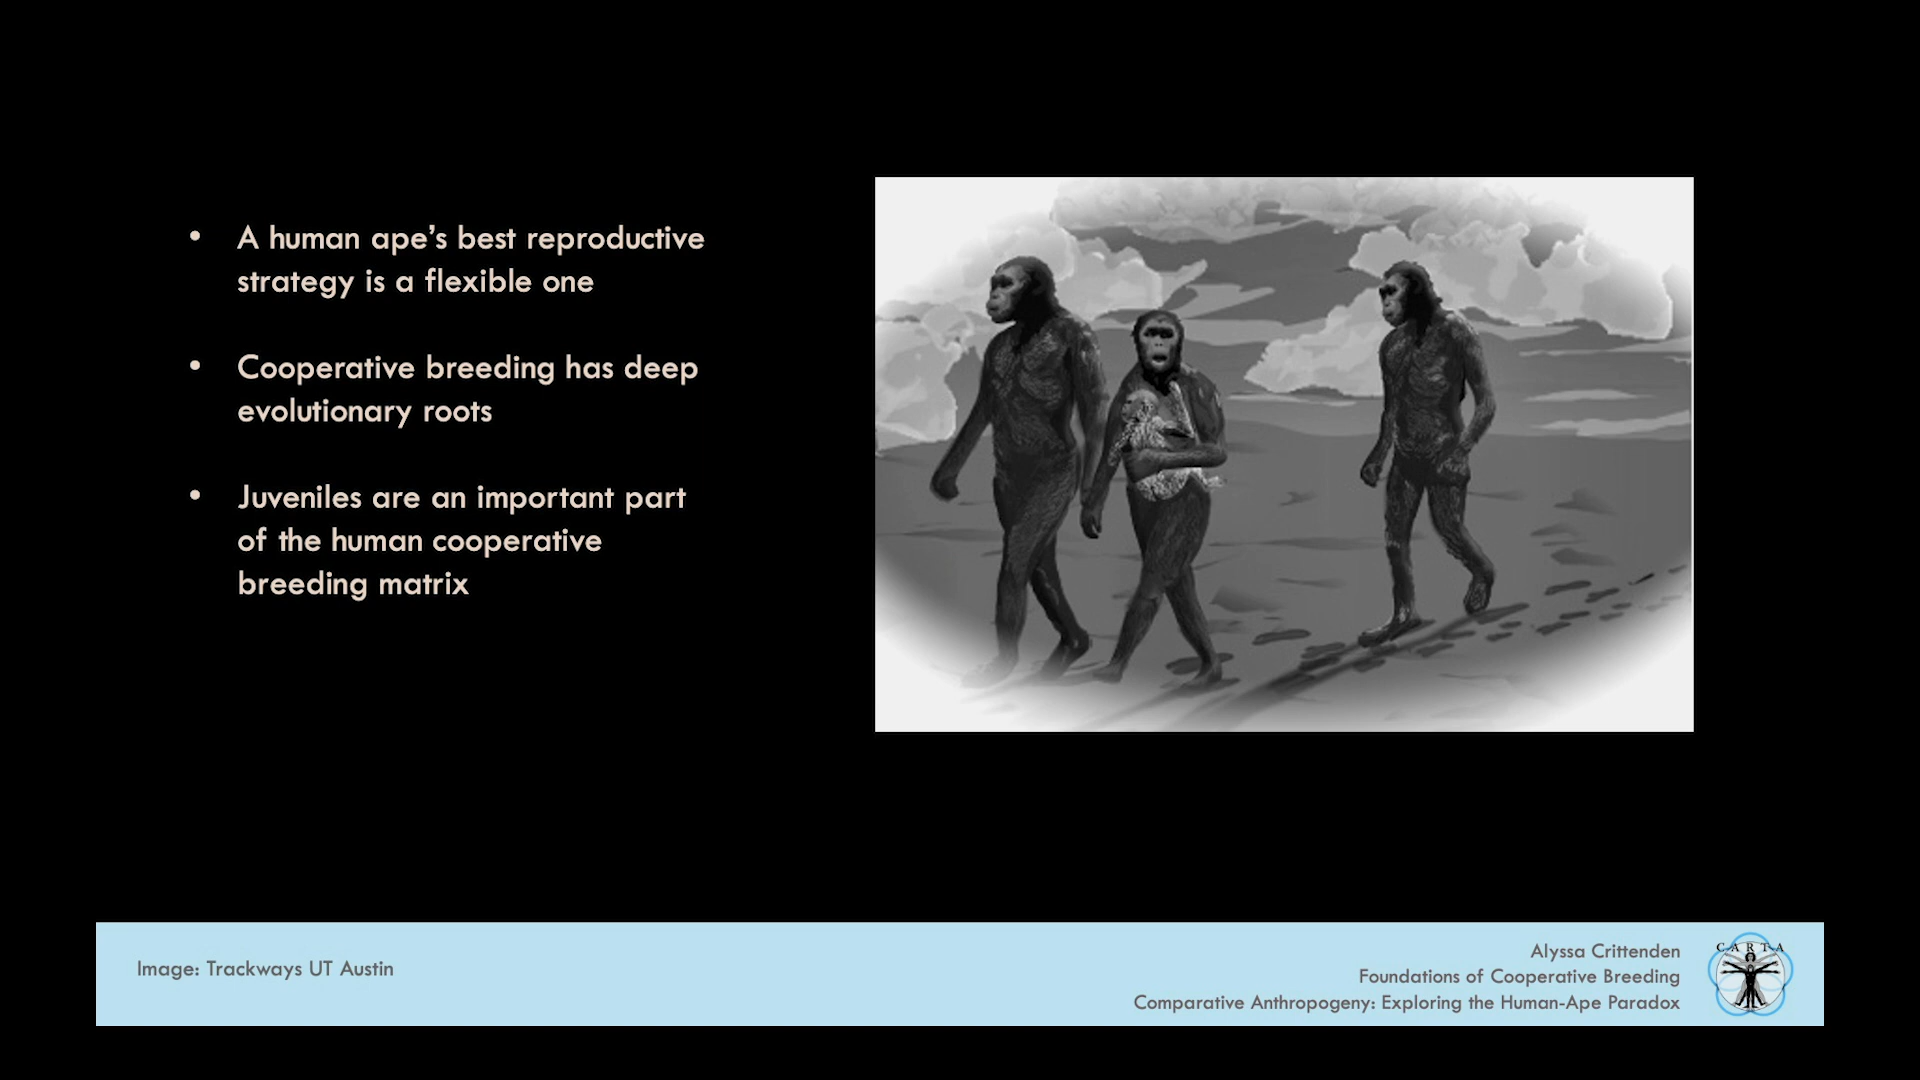 • A human ape’s best reproductive
strategy is a flexible one
• Cooperative breeding has deep
evolutionary roots
• Juveniles are an important part
of the human cooperative
breeding matrix
Image: Trackways UT Austin
Alyssa Crittenden
Foundations of Cooperative Breeding
Comparative Anthropogeny: Exploring the Human-Ape Paradox
CARTA